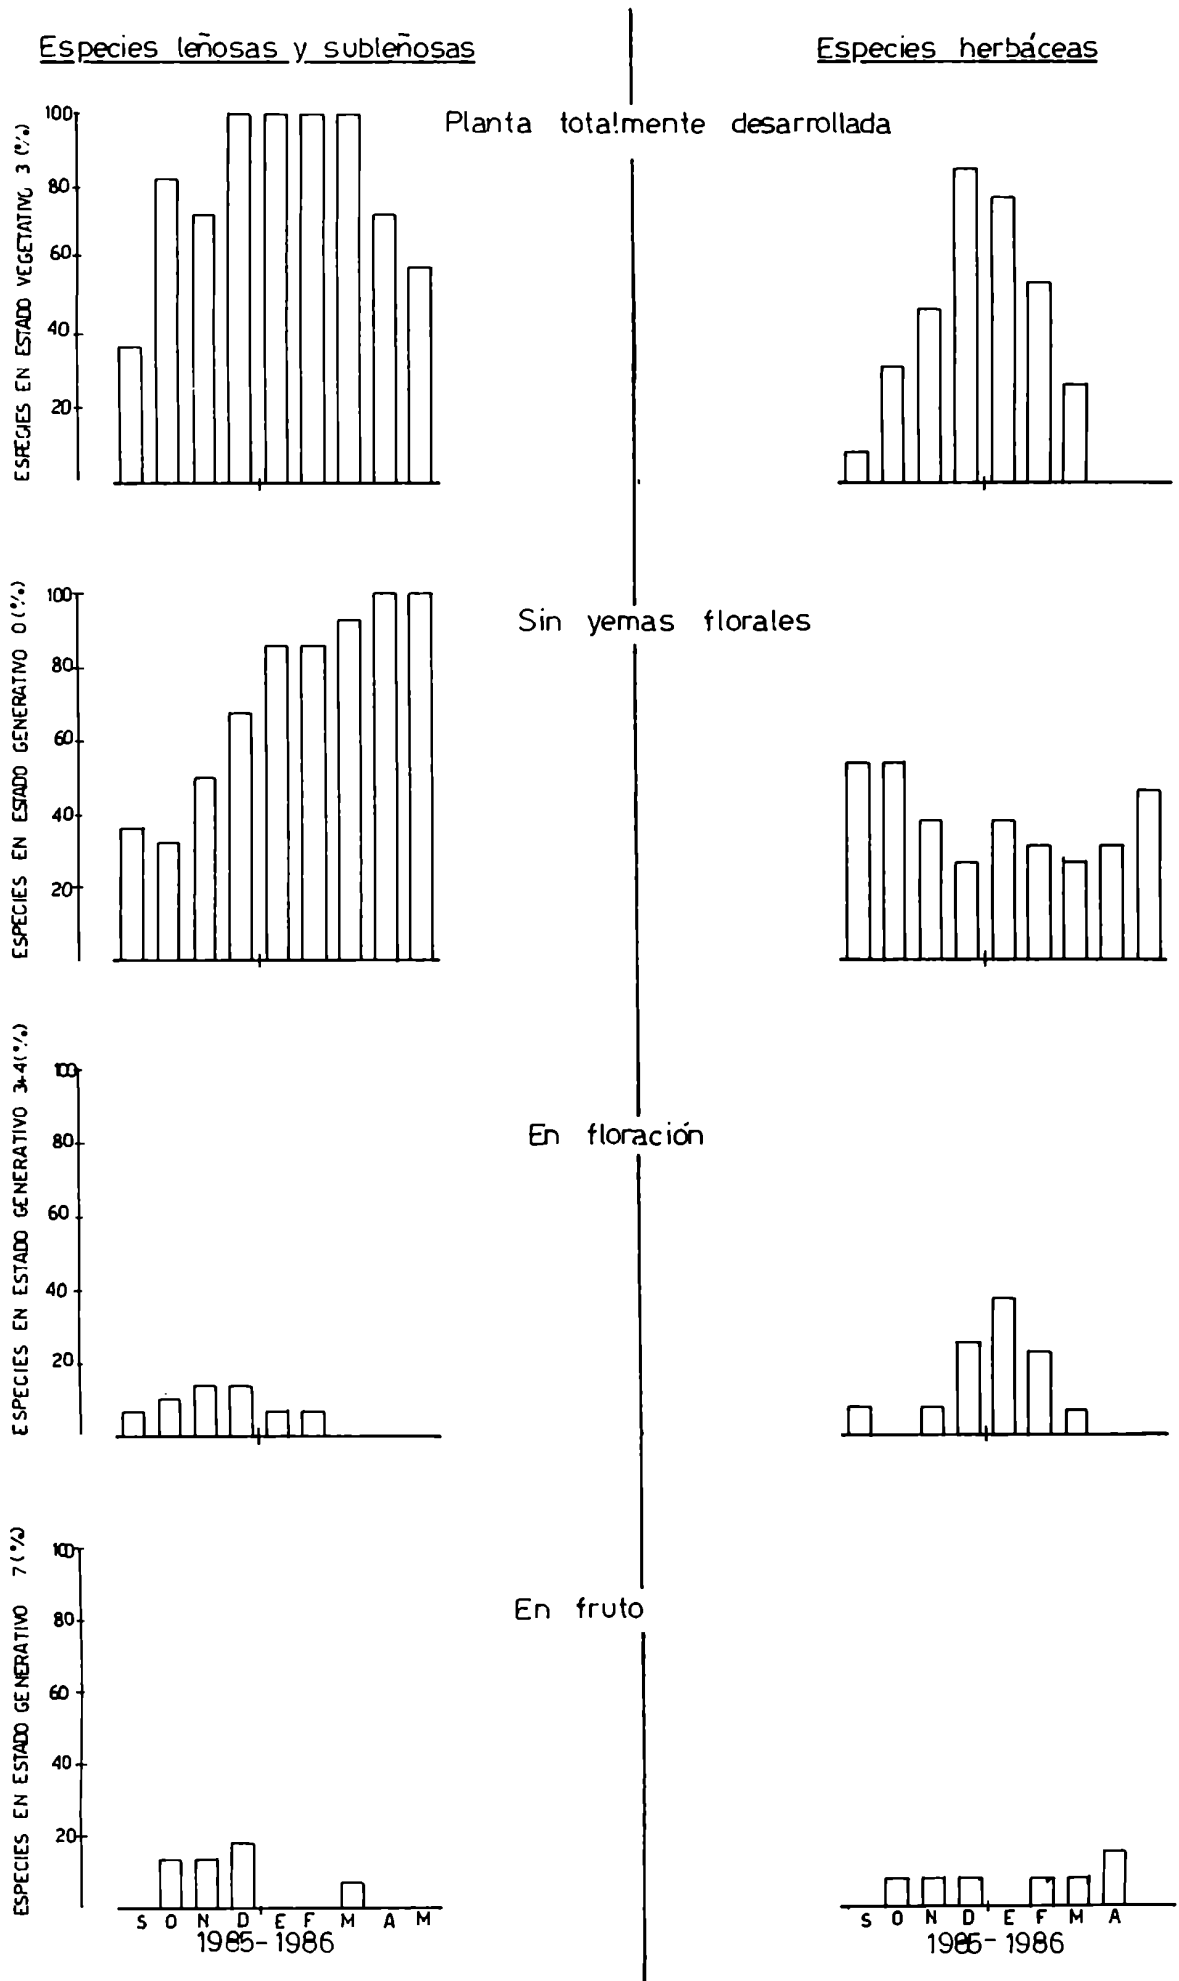 Especies leñosas y subleñosas
Especies herbáceas
Planta totalmente desarrollada
ESPECIES EN ESTADO VEGETATIVO 3 (%)
100
80
60
40
20
Sin yemas florales
ESPECIES EN ESTADO GENERATIVO 0 (%)
100
80
60
40
20
En floración
ESPECIES EN ESTADO GENERATIVO 3-4 (%)
100
80
60
40
20
En fruto
ESPECIES EN ESTADO GENERATIVO 7 (%)
100
80
60
40
20
S O N D E F M A M
1985-1986
S O N D E F M A
1985-1986